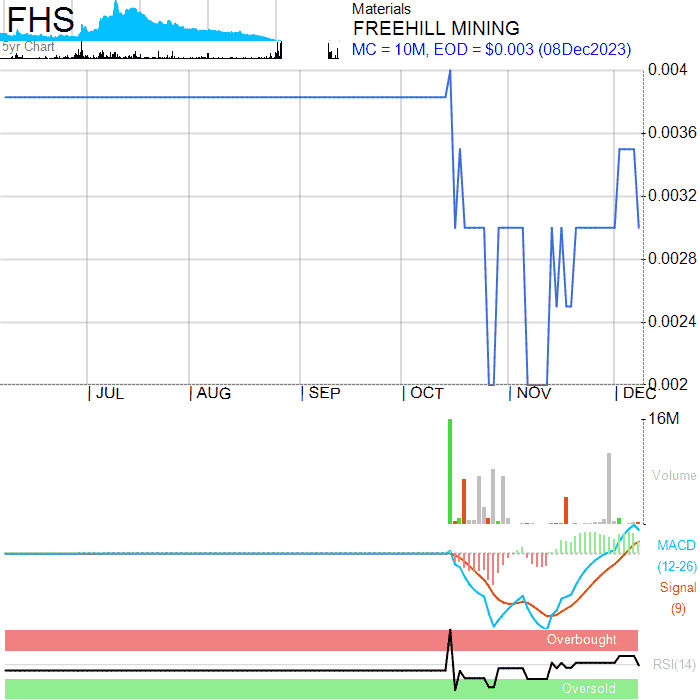 FHS
5yr Chart
Materials
FREEHILL MINING
MC = 10M, EOD = $0.003 (08Dec2023)
0.004
0.0036
0.0032
0.0028
0.0024
0.002
JUL AUG SEP OCT NOV DEC
16M
Volume
MACD
(12-26)
Signal
(9)
Overbought
RSI(14)
Oversold